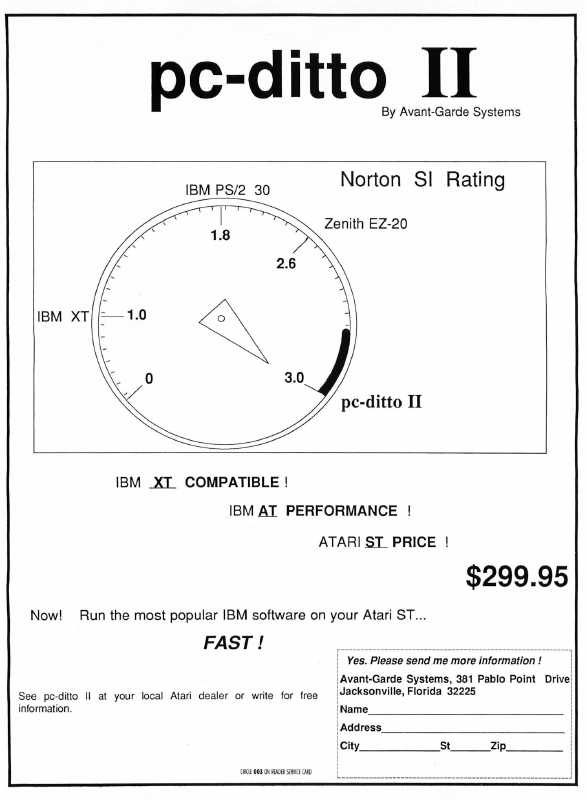 pc-ditto II
By Avant-Garde Systems
Norton SI Rating
IBM PS/2 30
Zenith EZ-20
1.8
2.6
IBM XT
1.0
0
3.0
pc-ditto II
IBM XT COMPATIBLE !
IBM AT PERFORMANCE !
ATARI ST PRICE !
$299.95
Now! Run the most popular IBM software on your Atari ST...
FAST !
Yes. Please send me more information !
Avant-Garde Systems, 381 Pablo Point Drive
Jacksonville, Florida 32225
See pc-ditto II at your local Atari dealer or write for free
information.
Name
Address
City St Zip
CIRCLE 003 ON READER SERVICE CARD